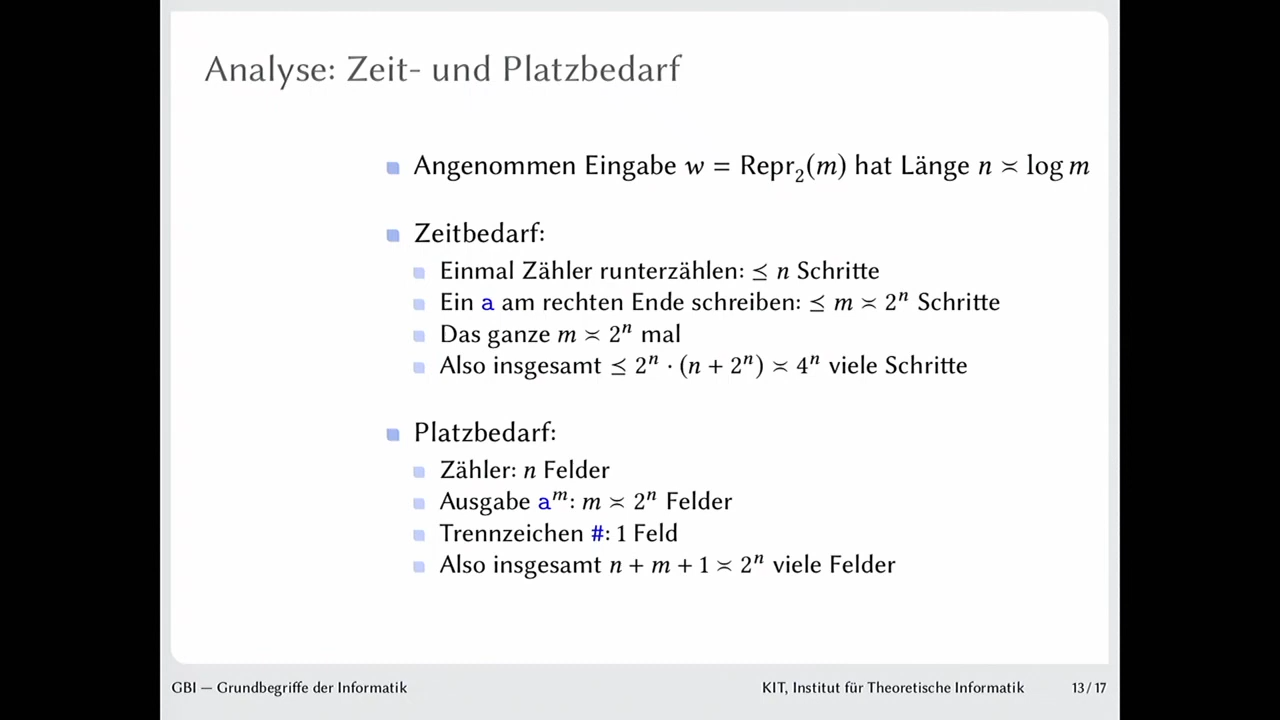 Analyse: Zeit- und Platzbedarf
Angenommen Eingabe w = Repr₂(m) hat Länge n ≍ log m
Zeitbedarf:
Einmal Zähler runterzählen: ⪯ n Schritte
Ein a am rechten Ende schreiben: ⪯ m ≍ 2ⁿ Schritte
Das ganze m ≍ 2ⁿ mal
Also insgesamt ⪯ 2ⁿ · (n + 2ⁿ) ≍ 4ⁿ viele Schritte
Platzbedarf:
Zähler: n Felder
Ausgabe aᵐ: m ≍ 2ⁿ Felder
Trennzeichen #: 1 Feld
Also insgesamt n + m + 1 ≍ 2ⁿ viele Felder
GBI — Grundbegriffe der Informatik
KIT, Institut für Theoretische Informatik
13 / 17